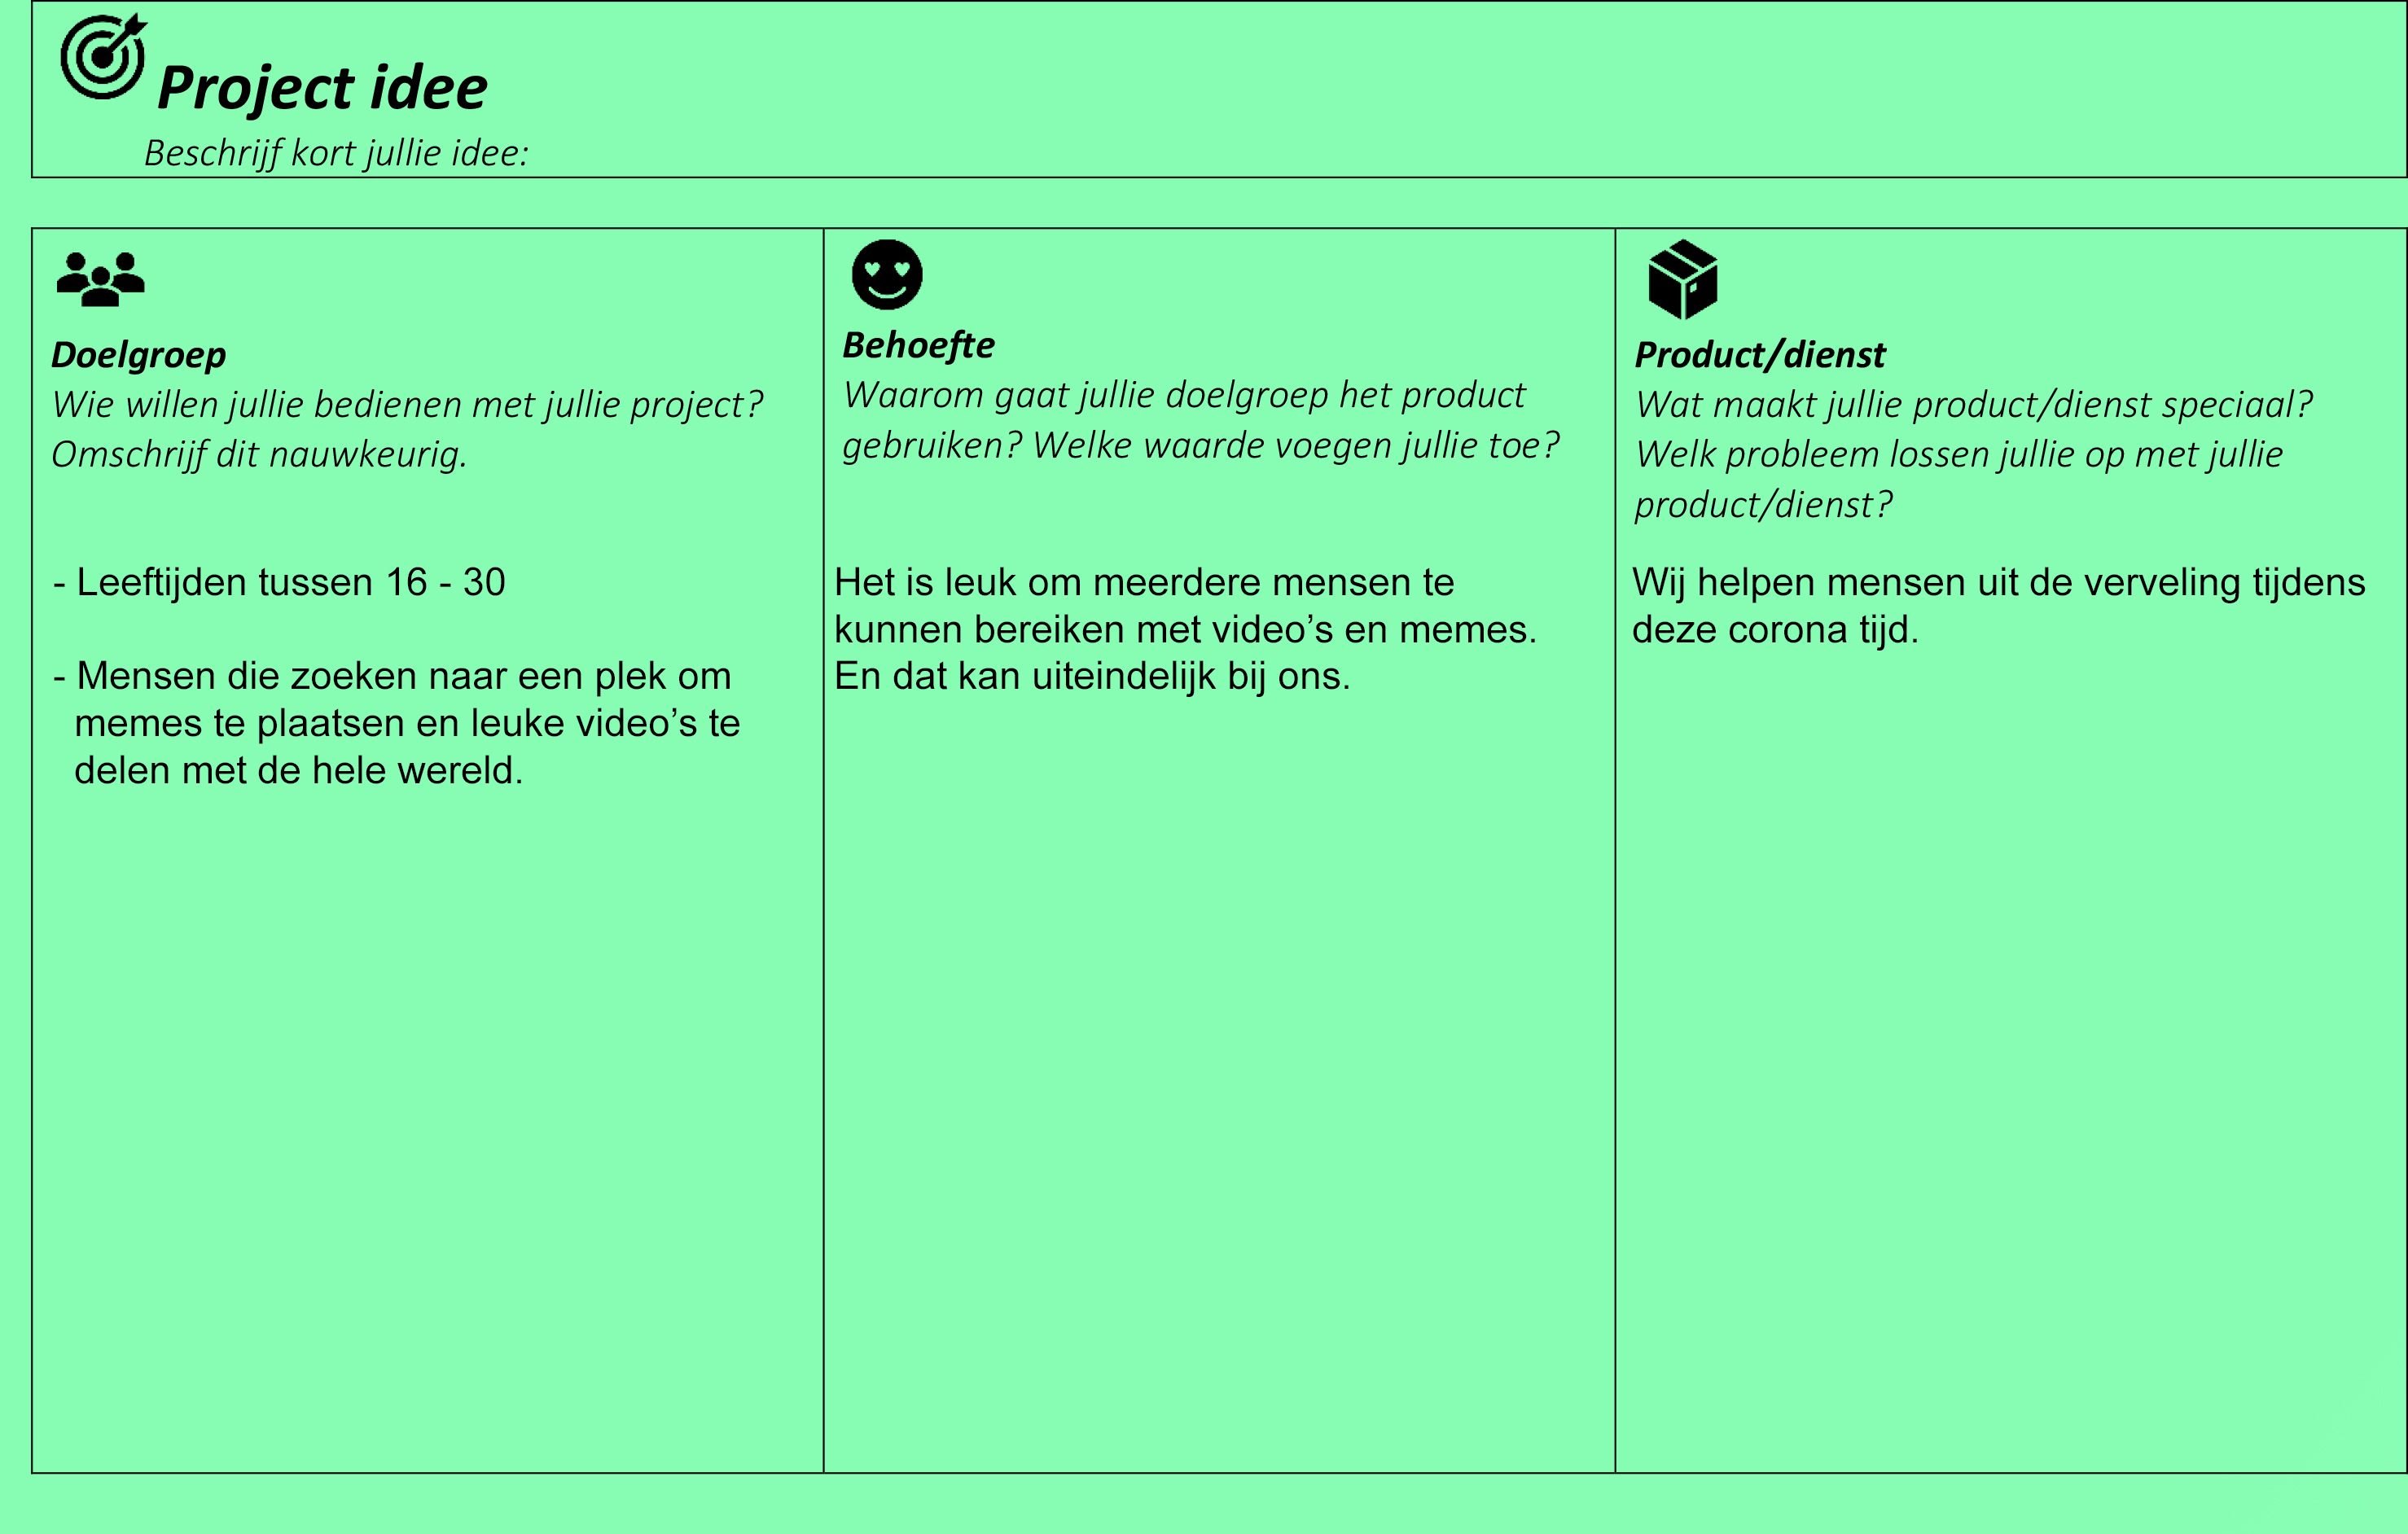 Project idee
Beschrijf kort jullie idee:
Doelgroep
Wie willen jullie bedienen met jullie project?
Omschrijf dit nauwkeurig.
- Leeftijden tussen 16 - 30
- Mensen die zoeken naar een plek om
memes te plaatsen en leuke video’s te
delen met de hele wereld.
Behoefte
Waarom gaat jullie doelgroep het product
gebruiken? Welke waarde voegen jullie toe?
Het is leuk om meerdere mensen te
kunnen bereiken met video’s en memes.
En dat kan uiteindelijk bij ons.
Product/dienst
Wat maakt jullie product/dienst speciaal?
Welk probleem lossen jullie op met jullie
product/dienst?
Wij helpen mensen uit de verveling tijdens
deze corona tijd.